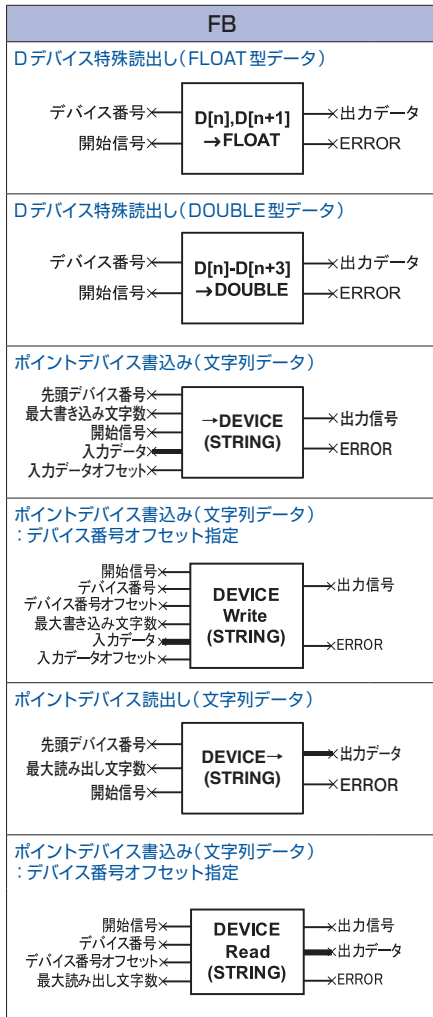 FB
Dデバイス特殊読出し(FLOAT型データ)
デバイス番号
開始信号
D[n],D[n+1]
→FLOAT
出力データ
ERROR
Dデバイス特殊読出し(DOUBLE型データ)
デバイス番号
開始信号
D[n]-D[n+3]
→DOUBLE
出力データ
ERROR
ポイントデバイス書込み(文字列データ)
先頭デバイス番号
最大書き込み文字数
開始信号
入力データ
入力データオフセット
→DEVICE
(STRING)
出力信号
ERROR
ポイントデバイス書込み(文字列データ)
:デバイス番号オフセット指定
開始信号
デバイス番号
デバイス番号オフセット
最大書き込み文字数
入力データ
入力データオフセット
DEVICE
Write
(STRING)
出力信号
ERROR
ポイントデバイス読出し(文字列データ)
先頭デバイス番号
最大読み出し文字数
開始信号
DEVICE→
(STRING)
出力データ
ERROR
ポイントデバイス書込み(文字列データ)
:デバイス番号オフセット指定
開始信号
デバイス番号
デバイス番号オフセット
最大読み出し文字数
DEVICE
Read
(STRING)
出力信号
出力データ
ERROR